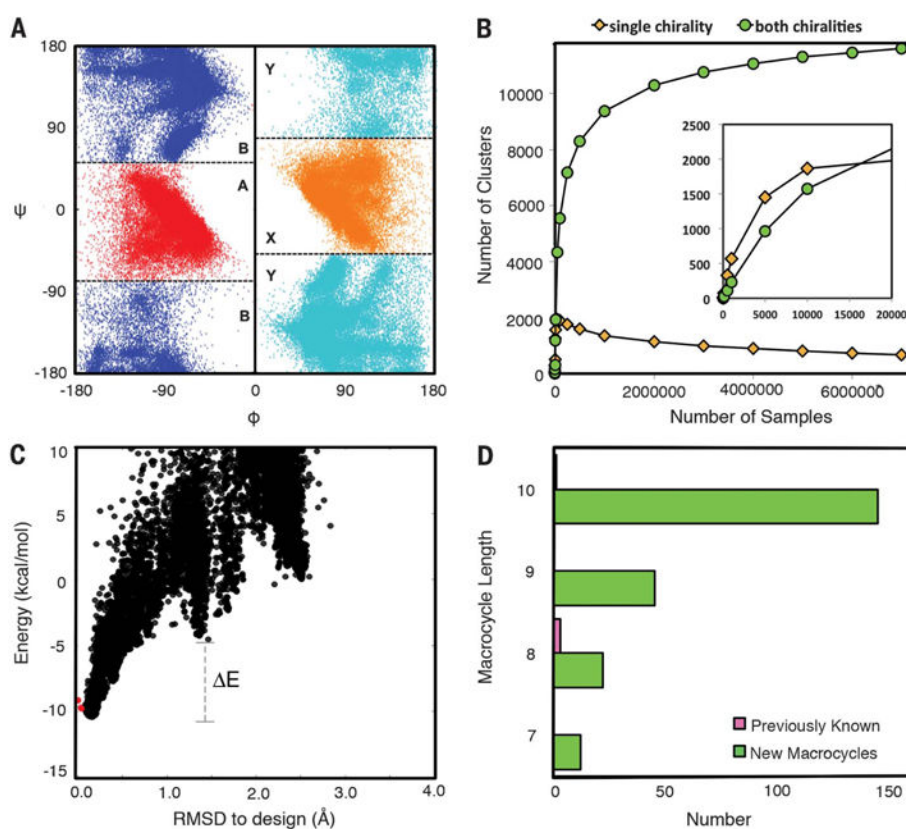 A
180
90
0
-90
-180
ψ
-180
-90
0
90
180
ϕ
B
A
B
Y
X
Y
B
single chirality
both chiralities
10000
8000
6000
4000
2000
0
Number of Clusters
0
2000000
4000000
6000000
Number of Samples
2500
2000
1500
1000
500
0
0
5000
10000
15000
20000
C
10
5
0
-5
-10
-15
Energy (kcal/mol)
ΔE
0.0
1.0
2.0
3.0
4.0
RMSD to design (Å)
D
10
9
8
7
Macrocycle Length
Previously Known
New Macrocycles
0
50
100
150
Number